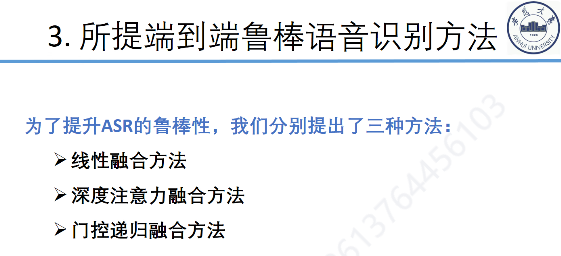 3. 所提端到端鲁棒语音识别方法
ANHUI UNIVERSITY
为了提升ASR的鲁棒性，我们分别提出了三种方法：
➢线性融合方法
➢深度注意力融合方法
➢门控递归融合方法